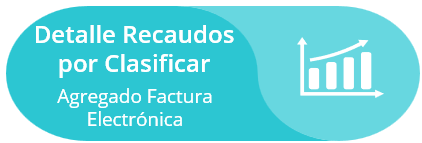 Detalle Recaudos
por Clasificar
Agregado Factura
Electrónica